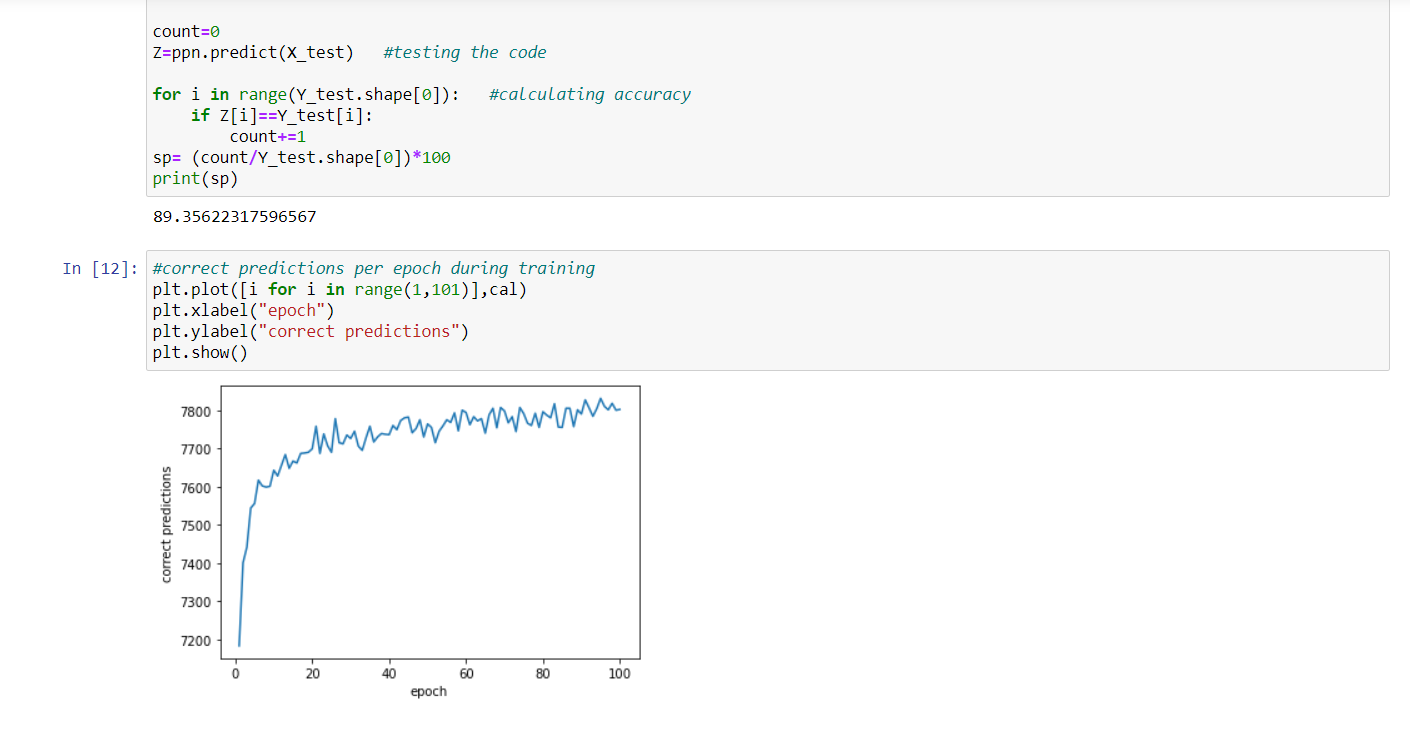 count=0
Z=ppn.predict(X_test)   #testing the code
for i in range(Y_test.shape[0]):   #calculating accuracy
    if Z[i]==Y_test[i]:
        count+=1
sp= (count/Y_test.shape[0])*100
print(sp)
89.35622317596567
In [12]: #correct predictions per epoch during training
plt.plot([i for i in range(1,101)],cal)
plt.xlabel("epoch")
plt.ylabel("correct predictions")
plt.show()
7800
7700
7600
7500
7400
7300
7200
correct predictions
0 20 40 60 80 100
epoch